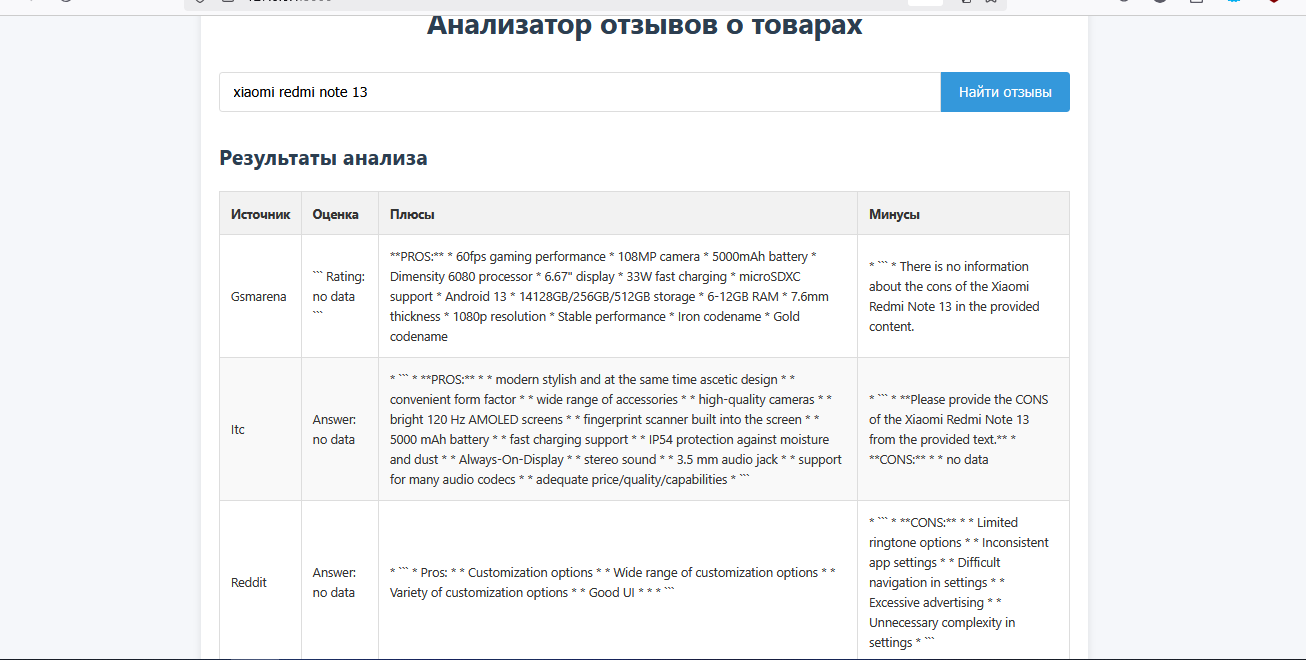 Анализатор отзывов о товарах
xiaomi redmi note 13
Найти отзывы
Результаты анализа
Источник
Оценка
Плюсы
Минусы
Gsmarena
``` Rating:
no data
```
**PROS:** * 60fps gaming performance * 108MP camera * 5000mAh battery *
Dimensity 6080 processor * 6.67" display * 33W fast charging * microSDXC
support * Android 13 * 14128GB/256GB/512GB storage * 6-12GB RAM * 7.6mm
thickness * 1080p resolution * Stable performance * Iron codename * Gold
codename
* ``` * There is no information
about the cons of the Xiaomi
Redmi Note 13 in the provided
content.
Itc
Answer:
no data
* ``` * **PROS:** * * modern stylish and at the same time ascetic design * *
convenient form factor * * wide range of accessories * * high-quality cameras * *
bright 120 Hz AMOLED screens * * fingerprint scanner built into the screen * *
5000 mAh battery * * fast charging support * * IP54 protection against moisture
and dust * * Always-On-Display * * stereo sound * * 3.5 mm audio jack * * support
for many audio codecs * * adequate price/quality/capabilities * ```
* ``` * **Please provide the CONS
of the Xiaomi Redmi Note 13
from the provided text.** *
**CONS:** * * no data
Reddit
Answer:
no data
* ``` * Pros: * * Customization options * * Wide range of customization options * *
Variety of customization options * * Good UI * * * ```
* ``` * **CONS:** * * Limited
ringtone options * * Inconsistent
app settings * * Difficult
navigation in settings * *
Excessive advertising * *
Unnecessary complexity in
settings * ```